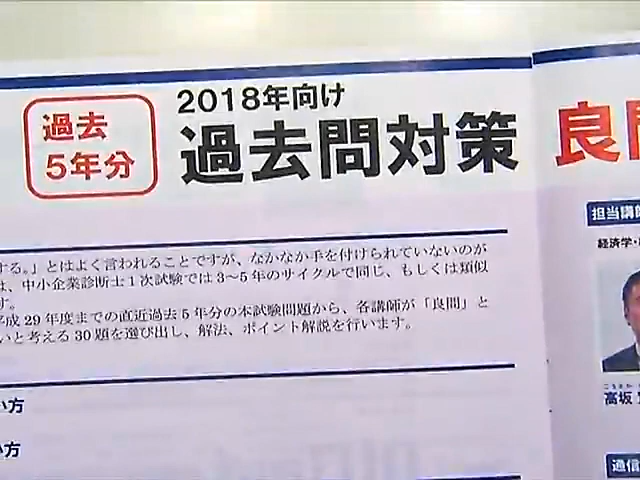 過去
5年分
2018年向け
過去問対策
する。」とはよく言われることですが、なかなか手を付けられていないのが
は、中小企業診断士1次試験では3～5年のサイクルで同じ、もしくは類似
す。
成29年度までの直近過去5年分の本試験問題から、各講師が「良問」と
いと考える30題を選び出し、解法、ポイント解説を行います。
い方
い方
良問
担当講師
経済学・
高坂
通信